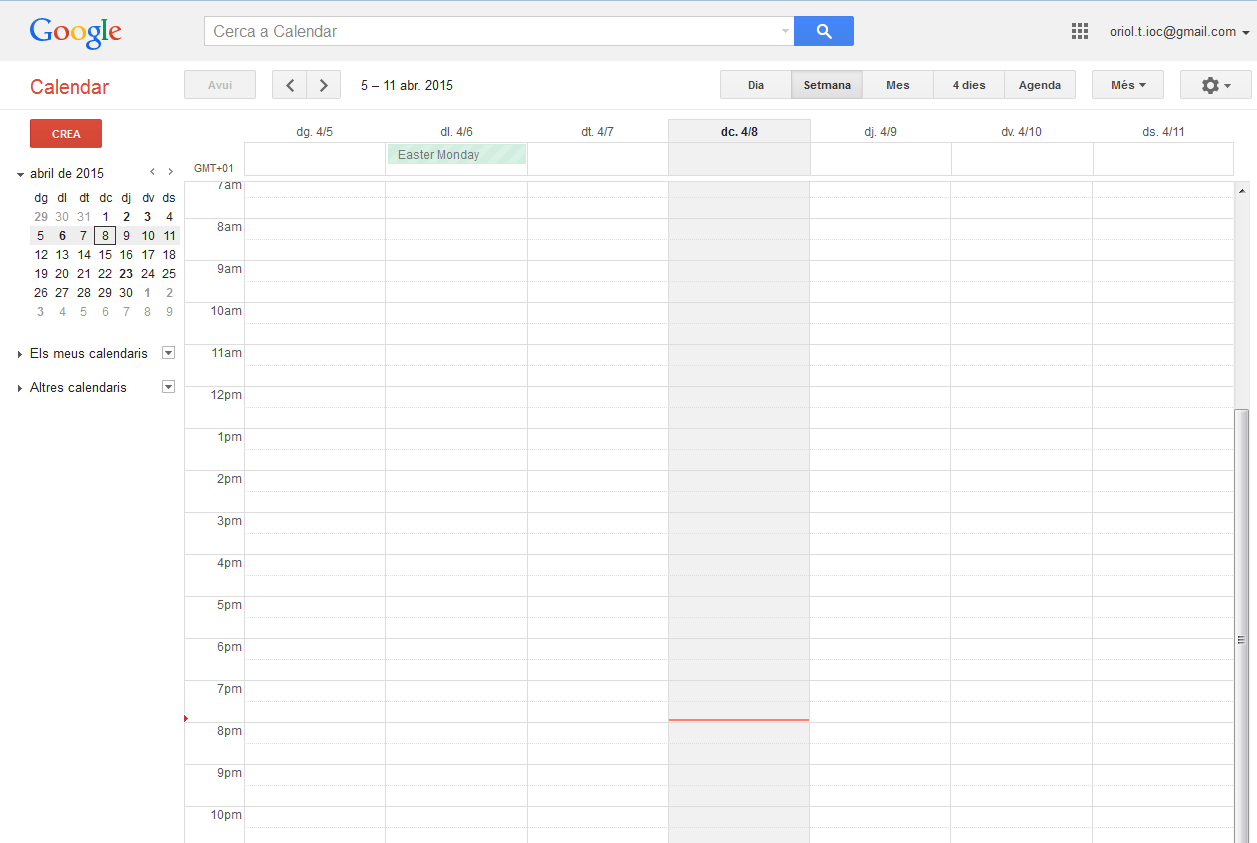 Google
Cerca a Calendar
oriol.t.ioc@gmail.com
Calendar
Avui
5 – 11 abr. 2015
Dia Setmana Mes 4 dies Agenda
Més
CREA
abril de 2015
dg dl dt dc dj dv ds
29 30 31 1 2 3 4
5 6 7 8 9 10 11
12 13 14 15 16 17 18
19 20 21 22 23 24 25
26 27 28 29 30 1 2
3 4 5 6 7 8 9
Els meus calendaris
Altres calendaris
dg. 4/5 dl. 4/6 dt. 4/7 dc. 4/8 dj. 4/9 dv. 4/10 ds. 4/11
Easter Monday
GMT+01
7am
8am
9am
10am
11am
12pm
1pm
2pm
3pm
4pm
5pm
6pm
7pm
8pm
9pm
10pm